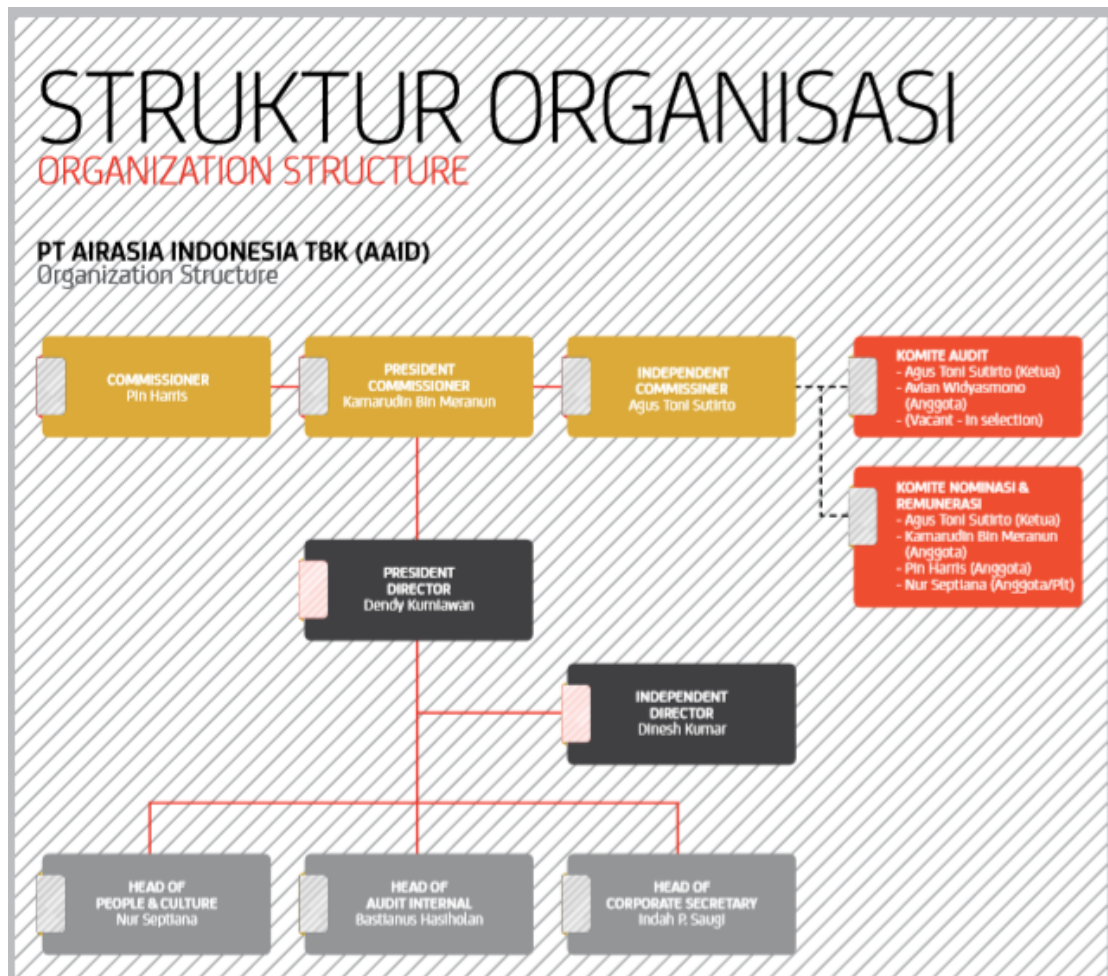 STRUKTUR ORGANISASI
ORGANIZATION STRUCTURE
PT AIRASIA INDONESIA TBK (AAID)
Organization Structure
COMMISSIONER
Pin Harris
PRESIDENT
COMMISSIONER
Kamarudin Bin Meranun
INDEPENDENT
COMMISSINER
Agus Toni Sutirto
KOMITE AUDIT
- Agus Toni Sutirto (Ketua)
- Avian Widyasmono
(Anggota)
- (Vacant - in selection)
KOMITE NOMINASI &
REMUNERASI
- Agus Toni Sutirto (Ketua)
- Kamarudin Bin Meranun
(Anggota)
- Pin Harris (Anggota)
- Nur Septiana (Anggota/Plt)
PRESIDENT
DIRECTOR
Dendy Kurniawan
INDEPENDENT
DIRECTOR
Dinesh Kumar
HEAD OF
PEOPLE & CULTURE
Nur Septiana
HEAD OF
AUDIT INTERNAL
Bastianus Hasiholan
HEAD OF
CORPORATE SECRETARY
Indah P. Saugi